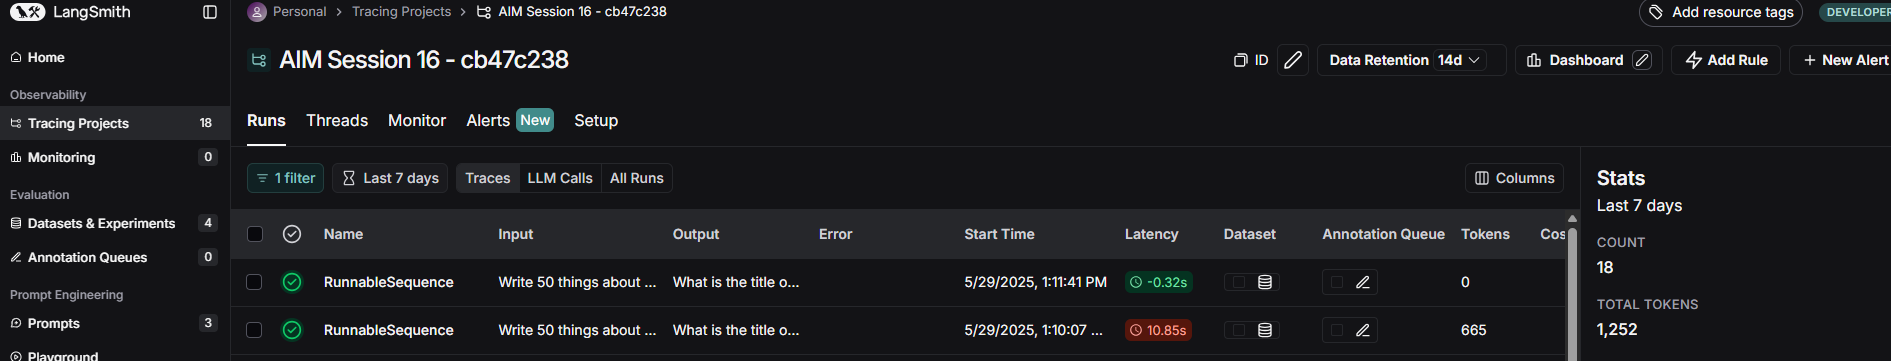 LangSmith
Personal > Tracing Projects > AIM Session 16 - cb47c238
Add resource tags
DEVELOPER
AIM Session 16 - cb47c238
ID
Data Retention 14d
Dashboard
Add Rule
+ New Alert
Home
Observability
Tracing Projects 18
Monitoring 0
Evaluation
Datasets & Experiments 4
Annotation Queues 0
Prompt Engineering
Prompts 3
Playground
Runs Threads Monitor Alerts New Setup
1 filter Last 7 days Traces LLM Calls All Runs Columns
Name Input Output Error Start Time Latency Dataset Annotation Queue Tokens Cos
RunnableSequence Write 50 things about ... What is the title o... 5/29/2025, 1:11:41 PM -0.32s 0
RunnableSequence Write 50 things about ... What is the title o... 5/29/2025, 1:10:07 ... 10.85s 665
Stats
Last 7 days
COUNT
18
TOTAL TOKENS
1,252